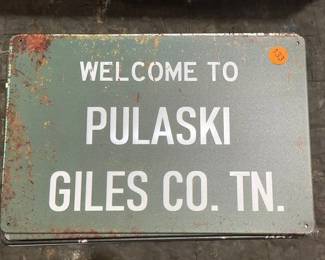 WELCOME TO
PULASKI
GILES CO. TN.